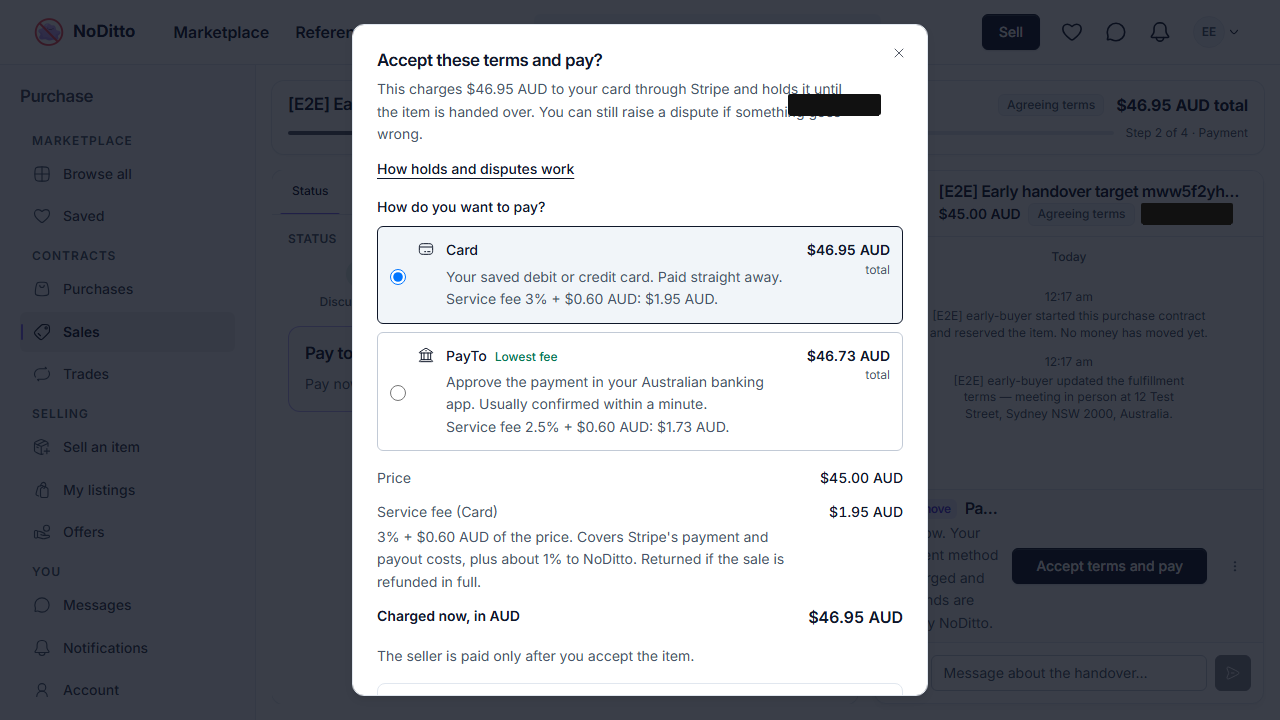 NoDitto
Marketplace
Sell
EE
Purchase
MARKETPLACE
Browse all
Saved
CONTRACTS
Purchases
Sales
Trades
SELLING
Sell an item
My listings
Offers
YOU
Messages
Notifications
Account
Agreeing terms
$46.95 AUD total
Step 2 of 4 · Payment
Status
STATUS
Accept these terms and pay?
This charges $46.95 AUD to your card through Stripe and holds it until
the item is handed over. You can still raise a dispute if something goes
wrong.
How holds and disputes work
How do you want to pay?
Card
$46.95 AUD
total
Your saved debit or credit card. Paid straight away.
Service fee 3% + $0.60 AUD: $1.95 AUD.
PayTo
Lowest fee
$46.73 AUD
total
Approve the payment in your Australian banking
app. Usually confirmed within a minute.
Service fee 2.5% + $0.60 AUD: $1.73 AUD.
Price
$45.00 AUD
Service fee (Card)
$1.95 AUD
3% + $0.60 AUD of the price. Covers Stripe's payment and
payout costs, plus about 1% to NoDitto. Returned if the sale is
refunded in full.
Charged now, in AUD
$46.95 AUD
The seller is paid only after you accept the item.
[E2E] Early handover target mww5f2yh...
$45.00 AUD
Agreeing terms
Today
12:17 am
[E2E] early-buyer started this purchase contract
and reserved the item. No money has moved yet.
12:17 am
[E2E] early-buyer updated the fulfillment
terms — meeting in person at 12 Test
Street, Sydney NSW 2000, Australia.
Accept terms and pay
NoDitto.
Message about the handover...